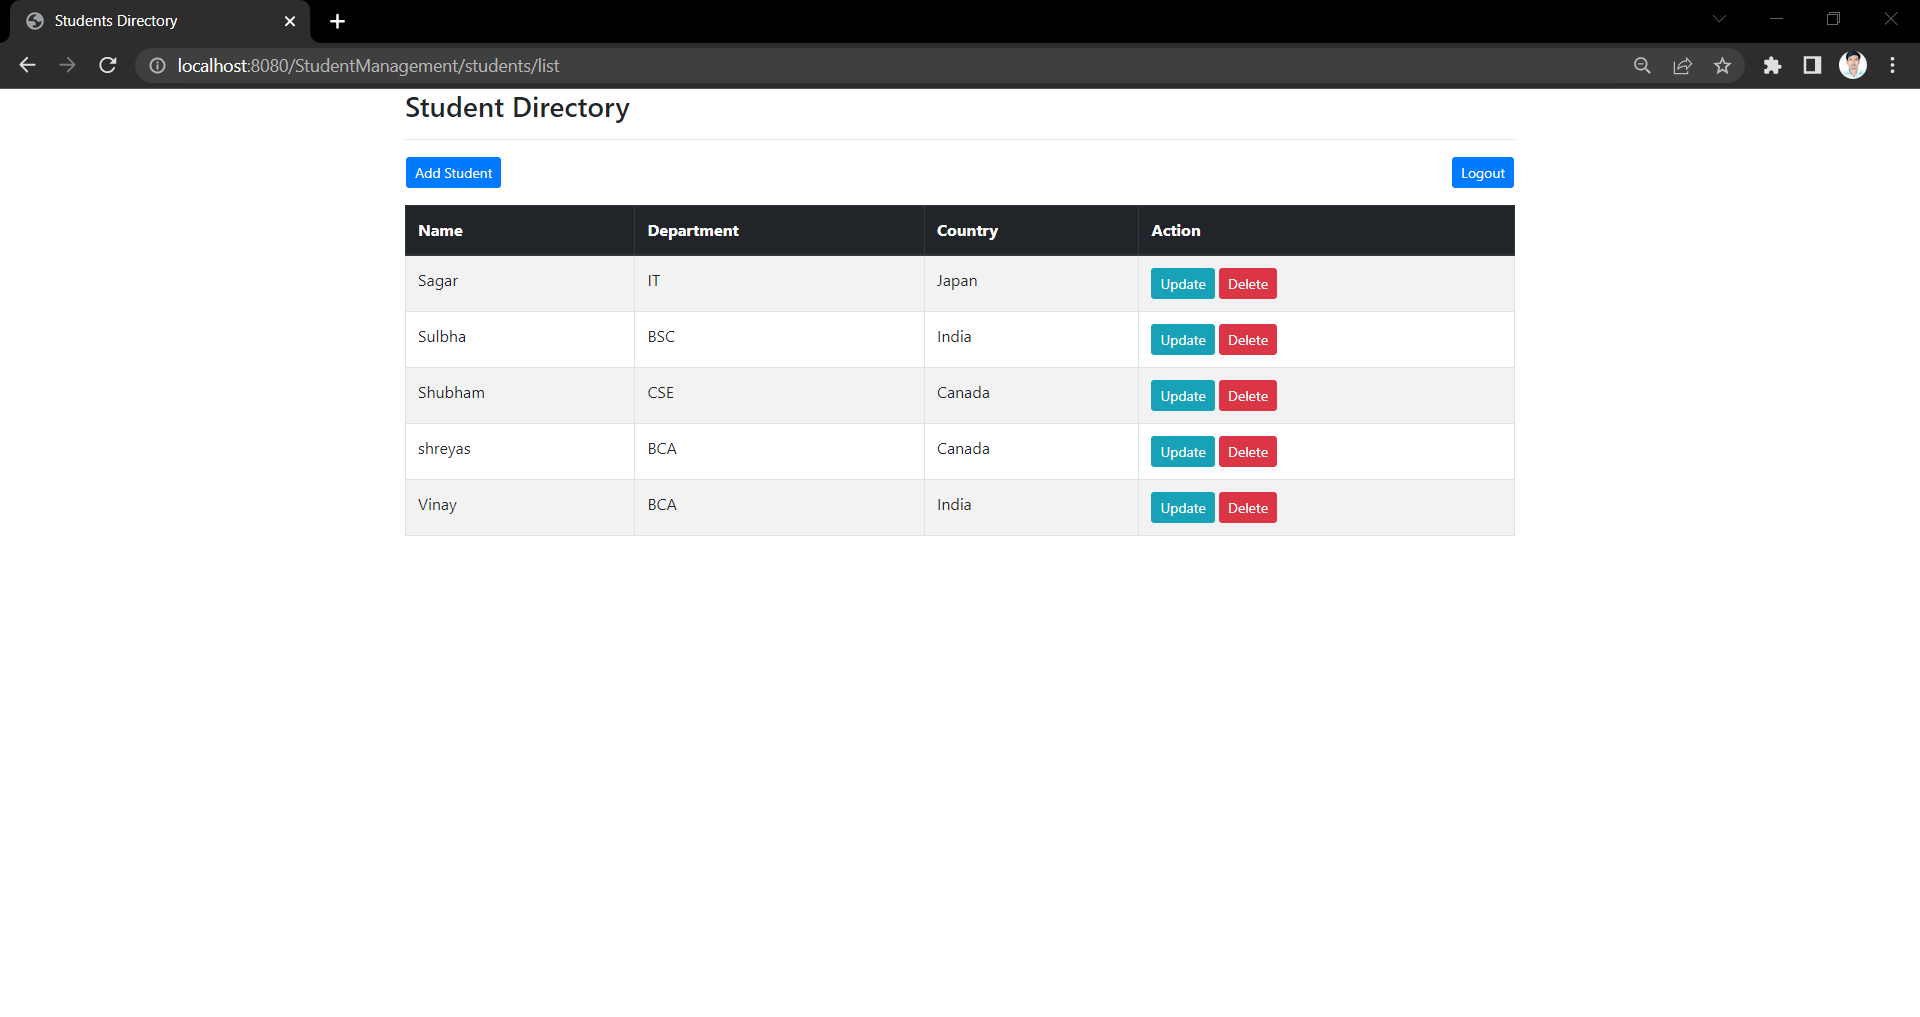 Students Directory
localhost:8080/StudentManagement/students/list
Student Directory
Add Student Logout
Name Department Country Action
Sagar IT Japan Update Delete
Sulbha BSC India Update Delete
Shubham CSE Canada Update Delete
shreyas BCA Canada Update Delete
Vinay BCA India Update Delete